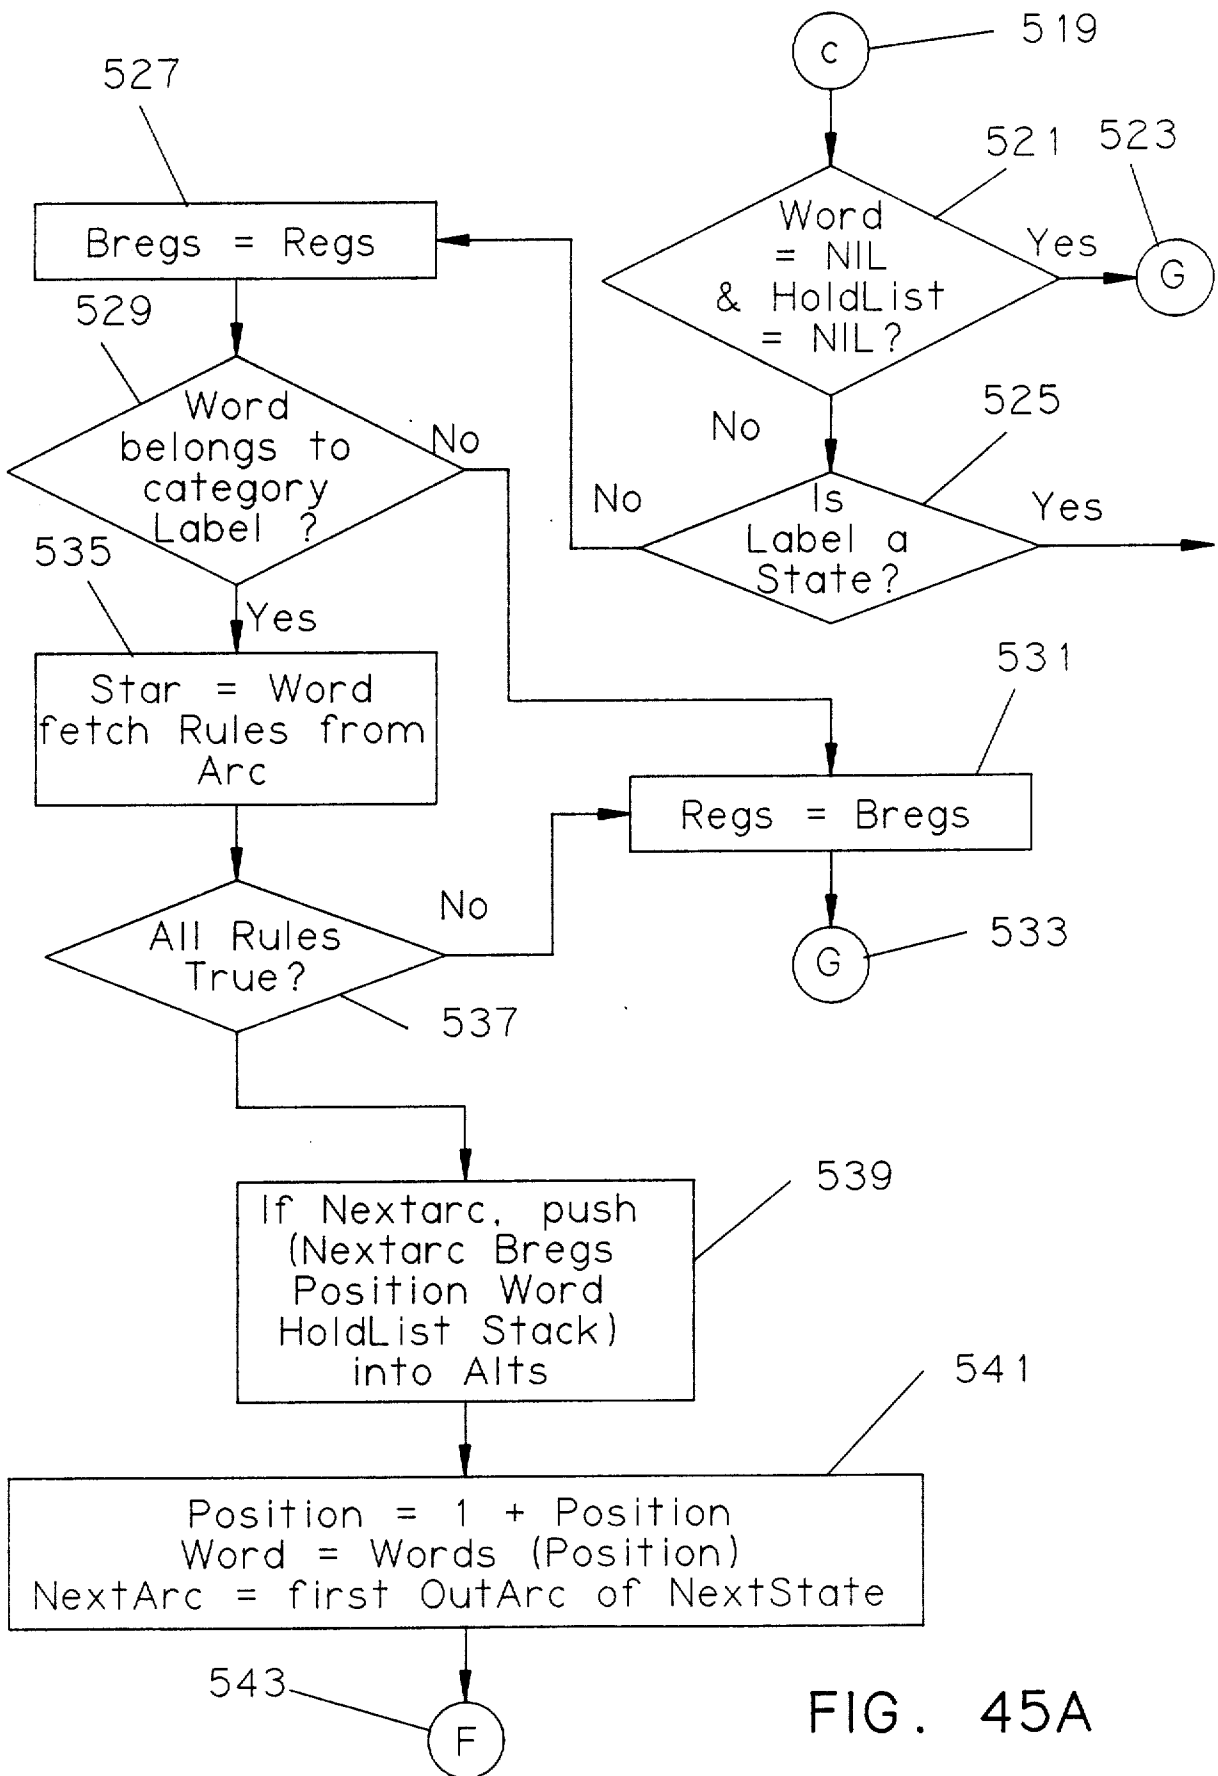 C
519
527
521
523
Bregs = Regs
Word
= NIL
& HoldList
= NIL?
Yes
G
529
Word
belongs to
category
Label ?
No
No
525
No
Is
Label a
State?
Yes
535
Yes
Star = Word
fetch Rules from
Arc
531
Regs = Bregs
All Rules
True?
No
G
533
537
If Nextarc, push
(Nextarc Bregs
Position Word
HoldList Stack)
into Alts
539
541
Position = 1 + Position
Word = Words (Position)
NextArc = first OutArc of NextState
543
F
FIG. 45A